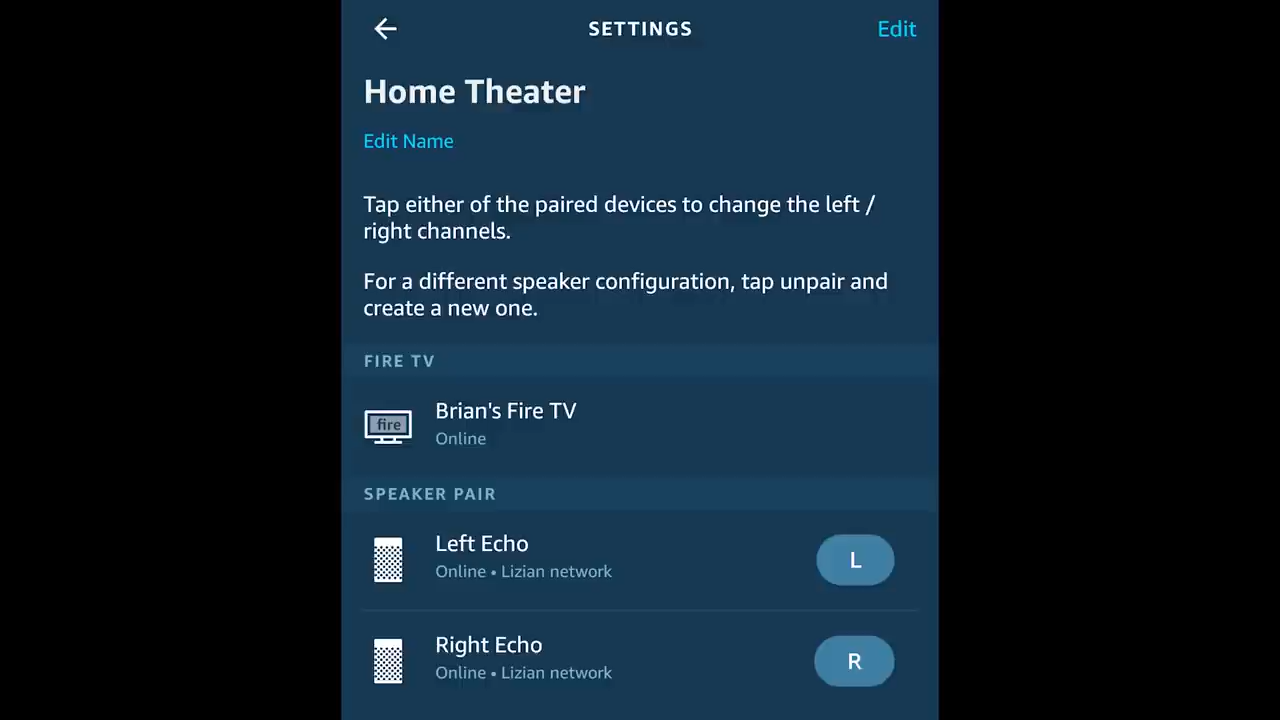 SETTINGS
Edit
Home Theater
Edit Name
Tap either of the paired devices to change the left /
right channels.
For a different speaker configuration, tap unpair and
create a new one.
FIRE TV
fire
Brian's Fire TV
Online
SPEAKER PAIR
Left Echo
Online • Lizian network
L
Right Echo
Online • Lizian network
R